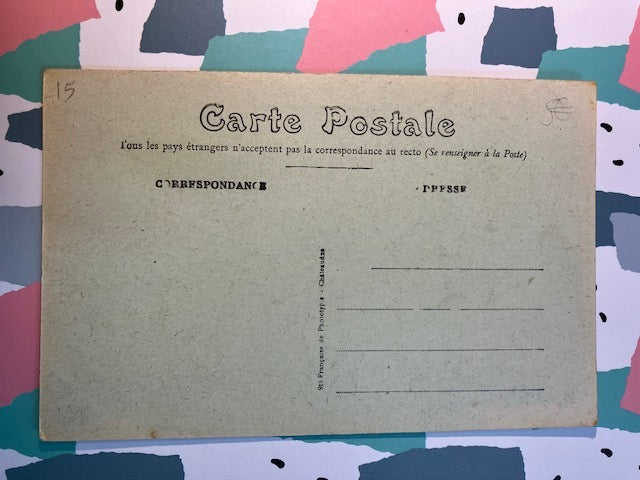 15
Carte Postale
Tous les pays étrangers n'acceptent pas la correspondance au recto (Se renseigner à la Poste)
CORRESPONDANCE
Sté Française de Phototypie - Châteaudun